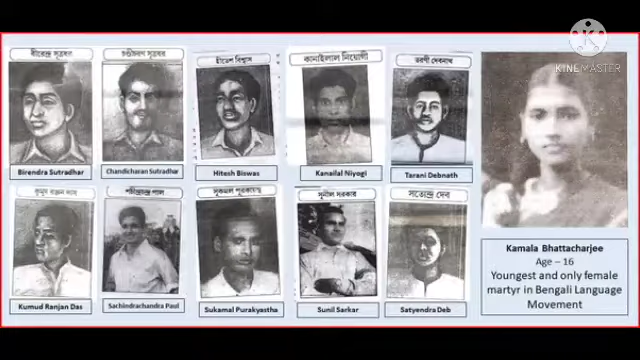 KINEMASTER
বীরেন্দ্র সূত্রধর
চণ্ডীচরণ সূত্রধর
হীতেশ বিশ্বাস
কানাইলাল নিয়োগী
তরণী দেবনাথ
Birendra Sutradhar
Chandicharan Sutradhar
Hitesh Biswas
Kanailal Niyogi
Tarani Debnath
কুমুদ রঞ্জন দাস
শচীন্দ্রচন্দ্র পাল
সুকমল পুরকায়স্থ
সুনীল সরকার
সত্যেন্দ্র দেব
Kumud Ranjan Das
Sachindrachandra Paul
Sukamal Purakyastha
Sunil Sarkar
Satyendra Deb
Kamala Bhattacharjee
Age – 16
Youngest and only female
martyr in Bengali Language
Movement